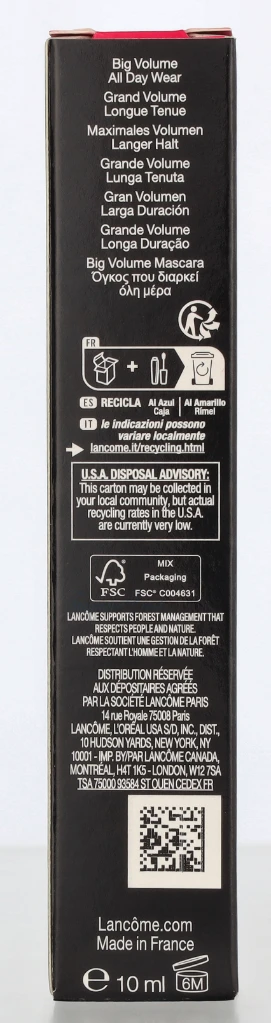 Big Volume
All Day Wear
Grand Volume
Longue Tenue
Maximales Volumen
Langer Halt
Grande Volume
Lunga Tenuta
Gran Volumen
Larga Duración
Grande Volume
Longa Duração
Big Volume Mascara
Όγκος που διαρκεί
όλη μέρα
FR
+
ES RECICLA Al Azul Caja | Al Amarillo Rimel
IT le indicazioni possono
variare localmente
lancome.it/recycling.html
U.S.A. DISPOSAL ADVISORY:
This carton may be collected in
your local community, but actual
recycling rates in the U.S.A.
are currently very low.
FSC
MIX
Packaging
FSC® C004631
LANCÔME SUPPORTS FOREST MANAGEMENT THAT
RESPECTS PEOPLE AND NATURE.
LANCÔME SOUTIENT UNE GESTION DE LA FORÊT
RESPECTANT L'HOMME ET LA NATURE.
DISTRIBUTION RÉSERVÉE
AUX DÉPOSITAIRES AGRÉÉS
PAR LA SOCIÉTÉ LANCÔME PARIS
14 rue Royale 75008 Paris
LANCÔME, L'ORÉAL USA S/D, INC., DIST.,
10 HUDSON YARDS, NEW YORK, NY
10001 - IMP. BY/PAR LANCÔME CANADA,
MONTRÉAL, H4T 1K5 - LONDON, W12 7SA
TSA 75000 93584 ST OUEN CEDEX FR
Lancôme.com
Made in France
℮ 10 ml 6M